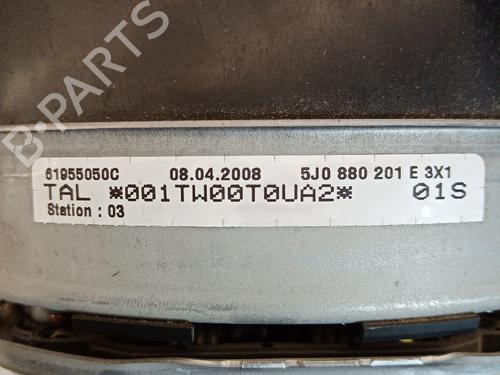 B-PARTS
61955050C 08.04.2008 5J0 880 201 E 3X1
TAL *001TW00T0UA2* 01S
Station : 03